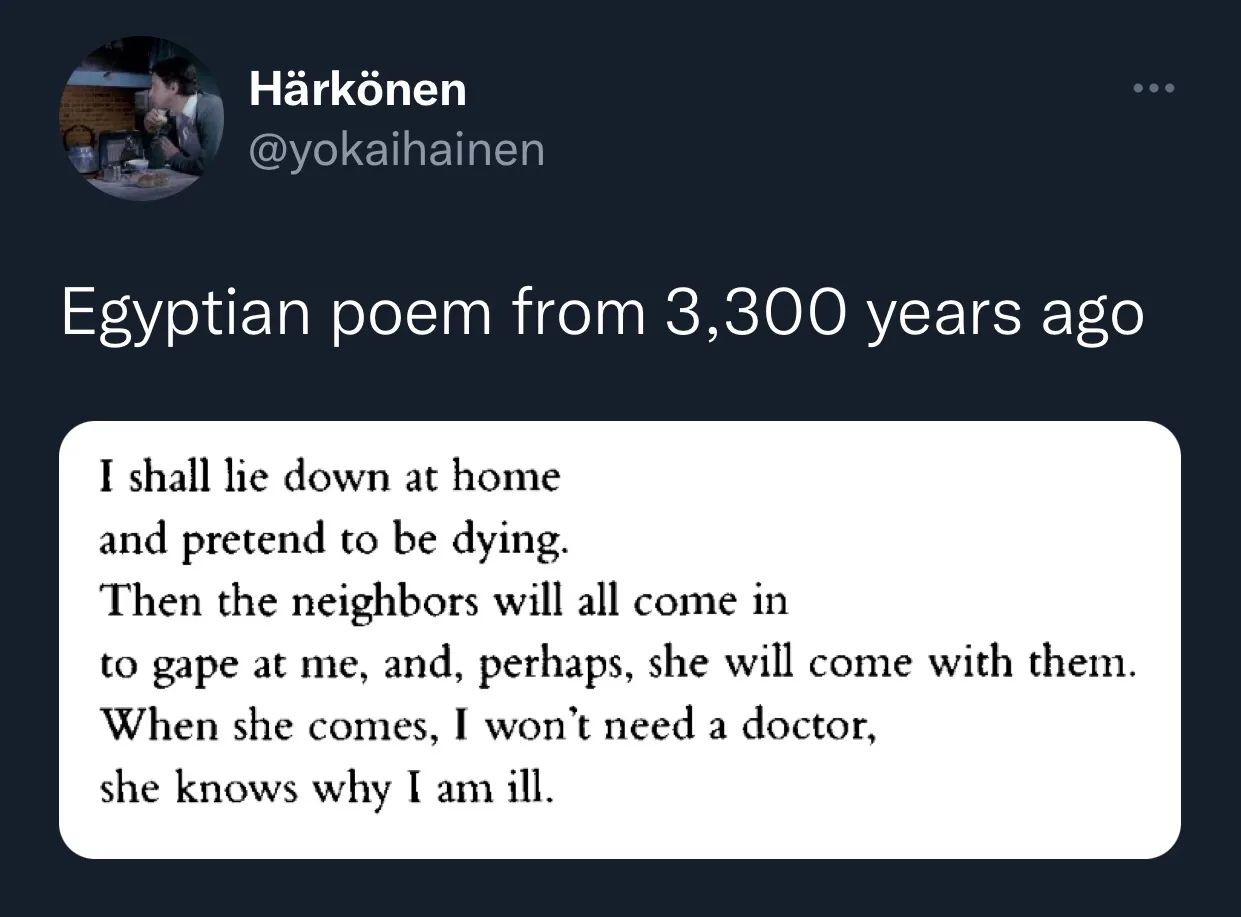 Härkönen
@yokaihainen
Egyptian poem from 3,300 years ago
I shall lie down at home
and pretend to be dying.
Then the neighbors will all come in
to gape at me, and, perhaps, she will come with them.
When she comes, I won't need a doctor,
she knows why I am ill.